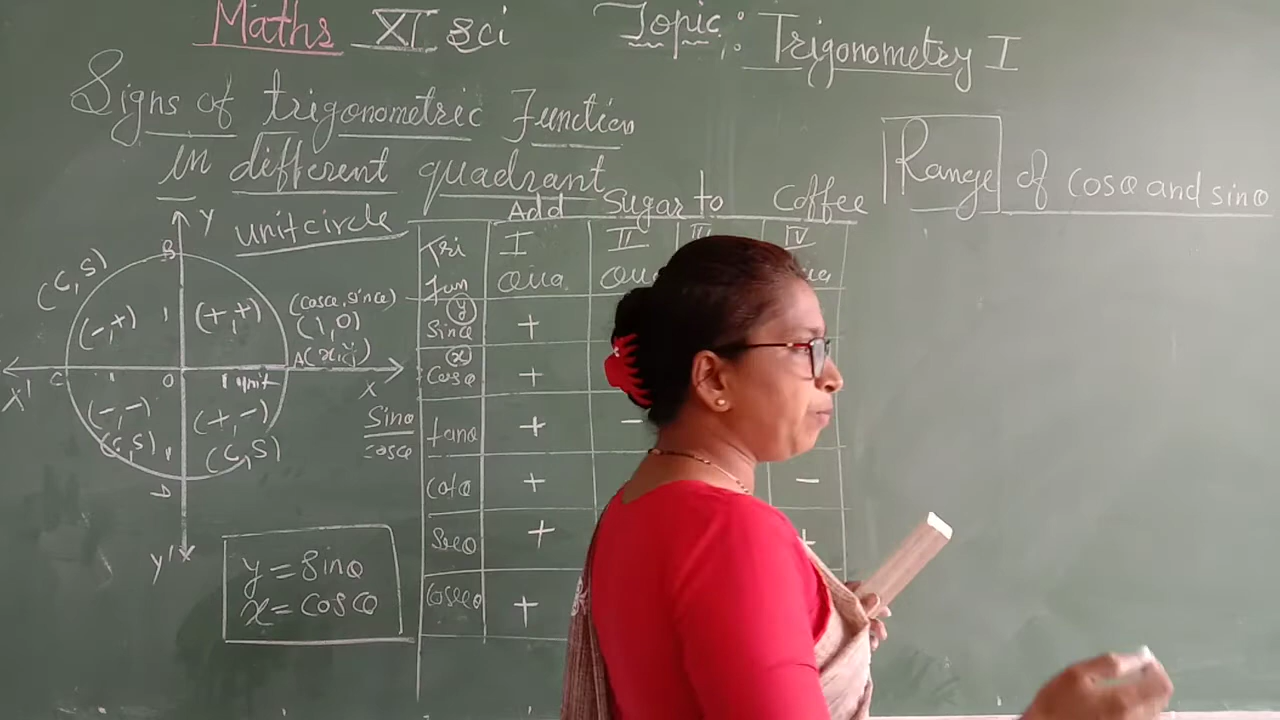 Maths XI sci Topic: Trigonometry I
Signs of trigonometric Function
in different quadrant
Range of cosθ and sinθ
unit circle
Add Sugar to Coffee
Y
B
(c,s)
(-,+) (+,+)
(cosθ, sinθ)
(1,0)
A(x,y)
X' C O 1 unit X
(-,-) (+,-)
(c,s) (c,s)
D
Y'
y = sinθ
x = cosθ
Sinθ
cosθ
Tri I II III IV
Fun Qua Qua
(y)
Sinθ +
(x)
Cosθ +
tanθ + -
Cotθ + -
Secθ +
Cosecθ +